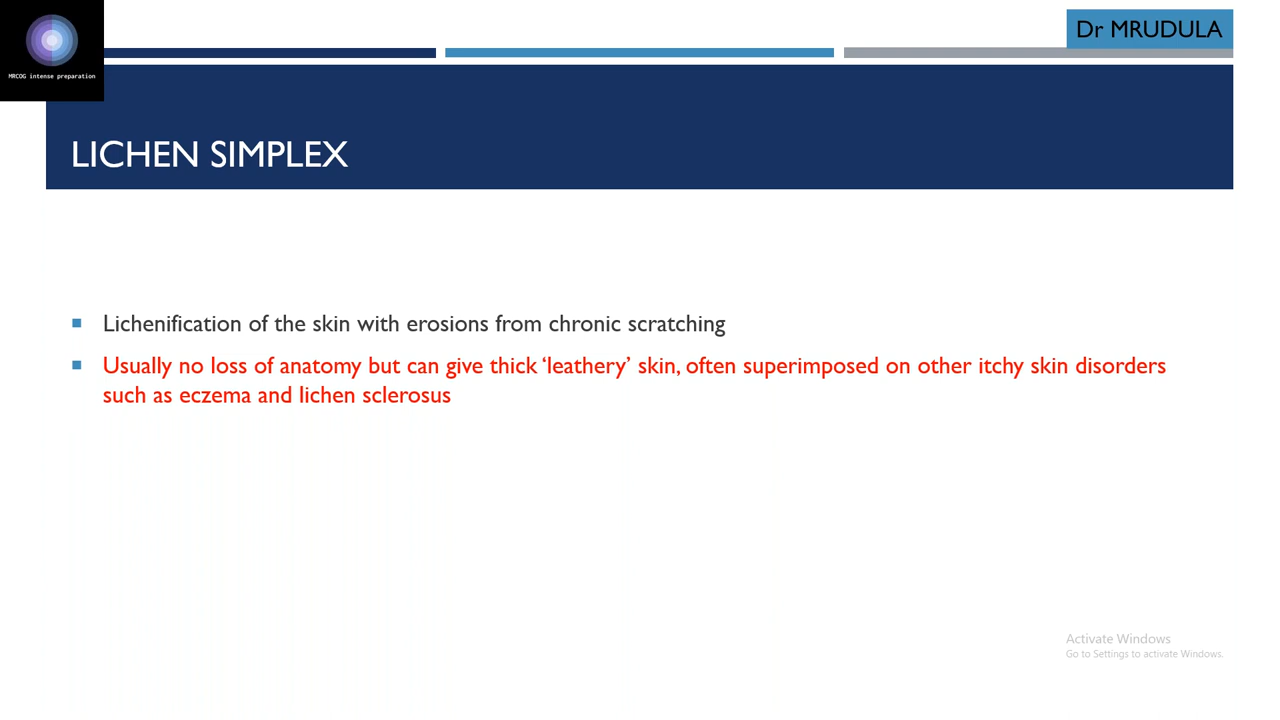 MRCOG intense preparation
Dr MRUDULA
LICHEN SIMPLEX
Lichenification of the skin with erosions from chronic scratching
Usually no loss of anatomy but can give thick ‘leathery’ skin, often superimposed on other itchy skin disorders
such as eczema and lichen sclerosus
Activate Windows
Go to Settings to activate Windows.